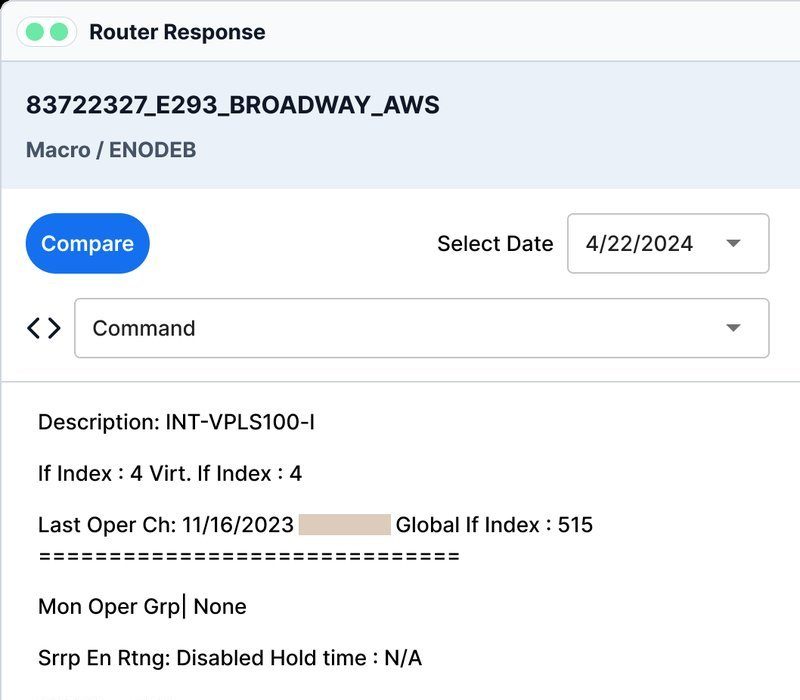 Router Response
83722327_E293_BROADWAY_AWS
Macro / ENODEB
Compare
Select Date
4/22/2024
Command
Description: INT-VPLS100-I
If Index : 4 Virt. If Index : 4
Last Oper Ch: 11/16/2023 Global If Index : 515
==============================
Mon Oper Grp| None
Srrp En Rtng: Disabled Hold time : N/A